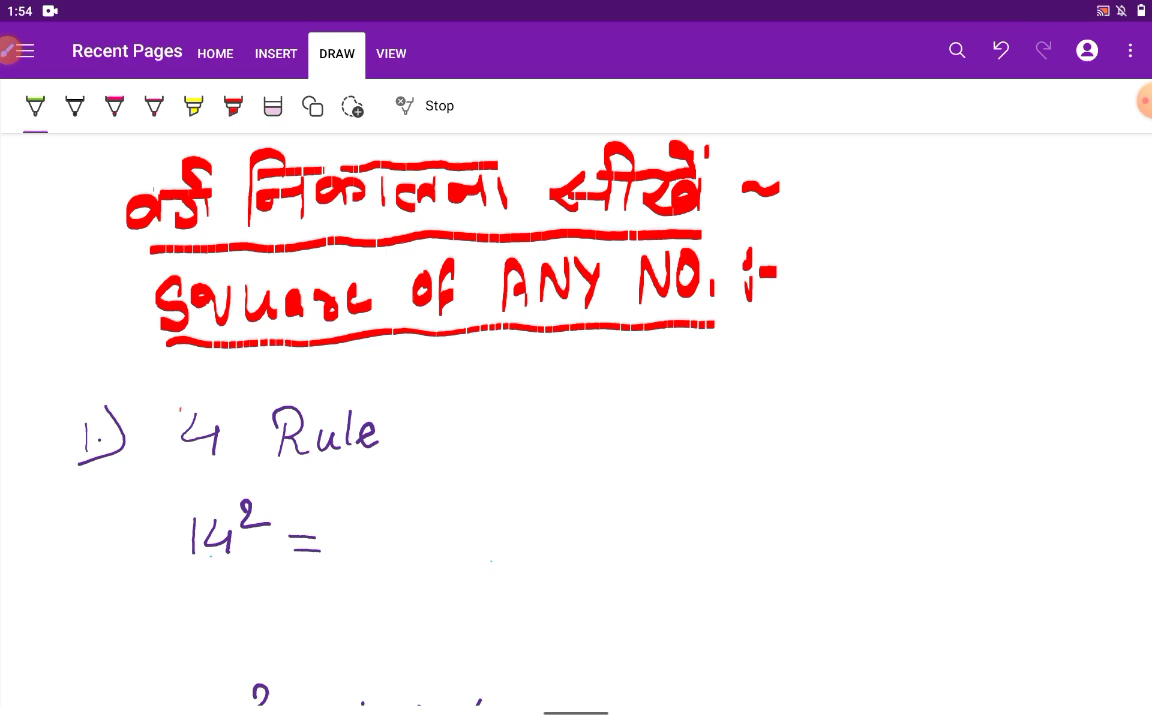 1:54
Recent Pages HOME INSERT DRAW VIEW
Stop
वर्ग निकालना सीखें ~
Square OF ANY NO. :-
1.) 4 Rule
14² =
2